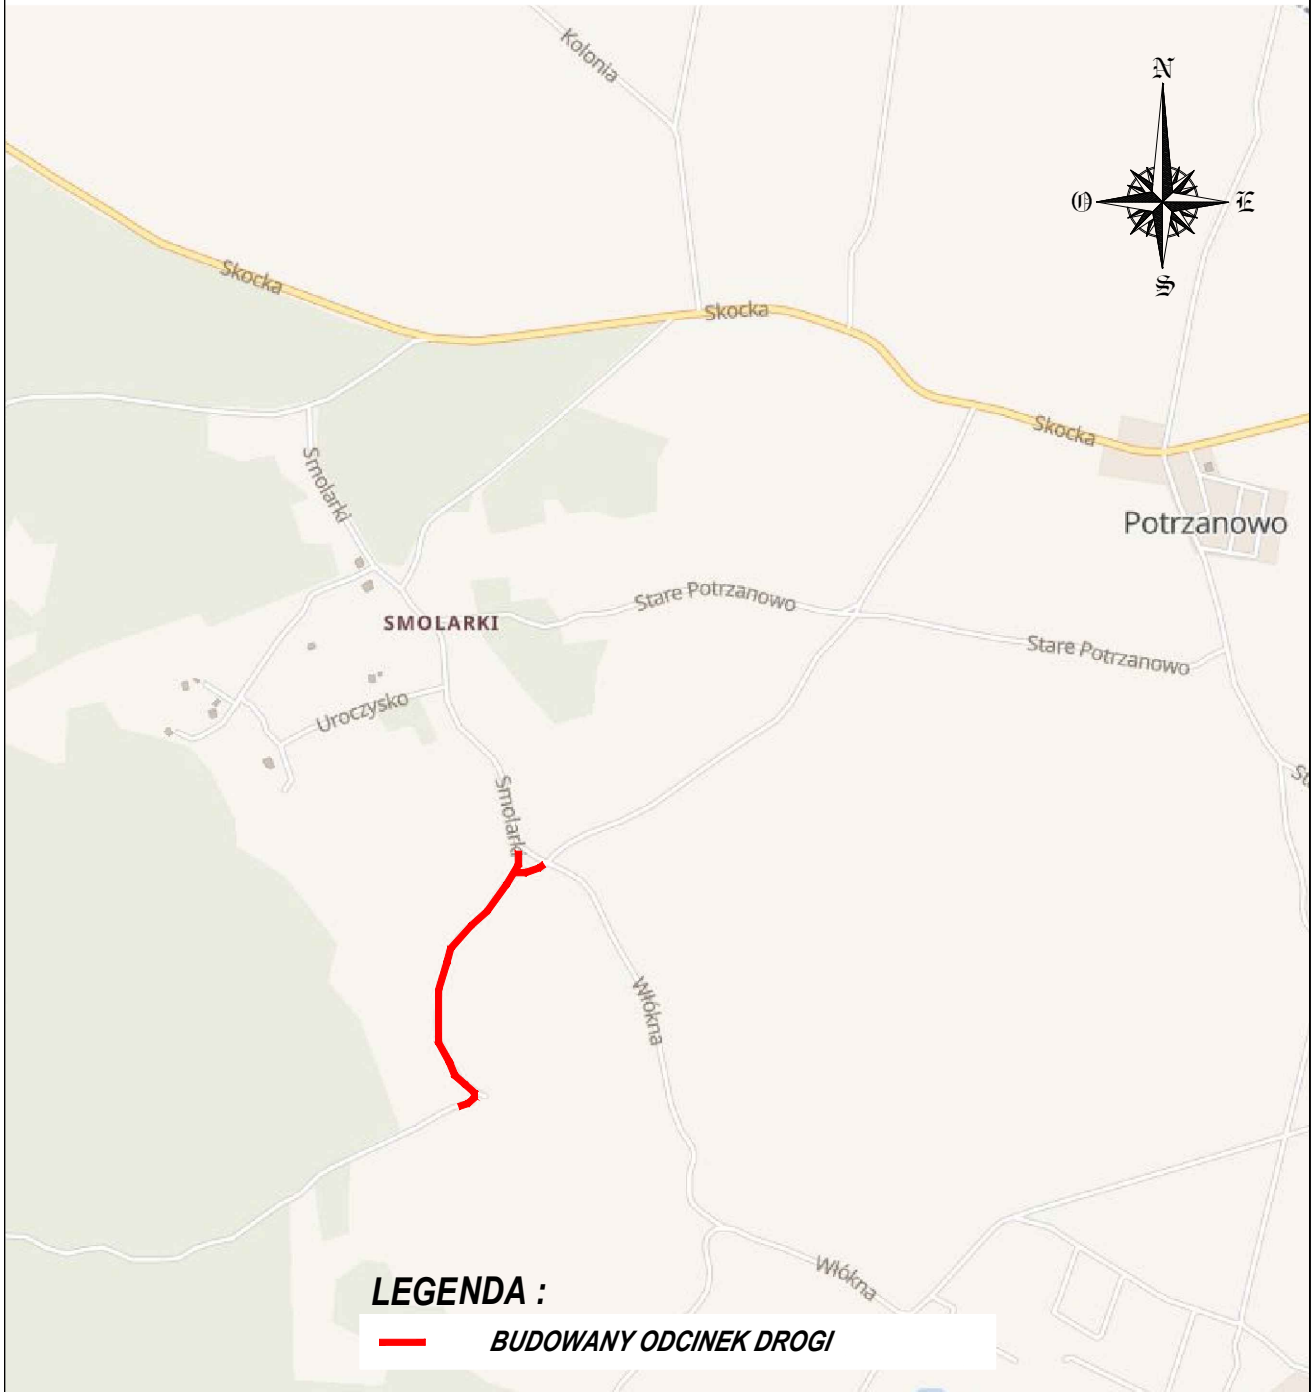 Kolonia
N
O
E
S
Skocka
Skocka
Skocka
Smolarki
Potrzanowo
Stare Potrzanowo
SMOLARKI
Stare Potrzanowo
Uroczysko
Smolarki
Włókna
Włókna
LEGENDA :
BUDOWANY ODCINEK DROGI